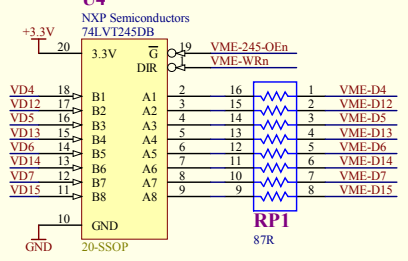 U4
NXP Semiconductors
74LVT245DB
+3.3V
20 3.3V G 19 VME-245-OEn
DIR 1 VME-WRn
VD4 18 B1 A1 2 16 1 VME-D4
VD12 17 B2 A2 3 15 2 VME-D12
VD5 16 B3 A3 4 14 3 VME-D5
VD13 15 B4 A4 5 13 4 VME-D13
VD6 14 B5 A5 6 12 5 VME-D6
VD14 13 B6 A6 7 11 6 VME-D14
VD7 12 B7 A7 8 10 7 VME-D7
VD15 11 B8 A8 9 9 8 VME-D15
10 GND RP1
GND 20-SSOP 87R